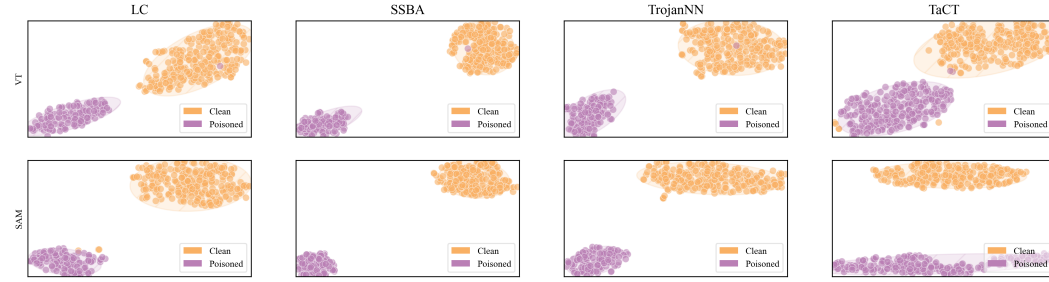 LC SSBA TrojanNN TaCT
VT
Clean Clean Clean Clean
Poisoned Poisoned Poisoned Poisoned
SAM
Clean Clean Clean Clean
Poisoned Poisoned Poisoned Poisoned